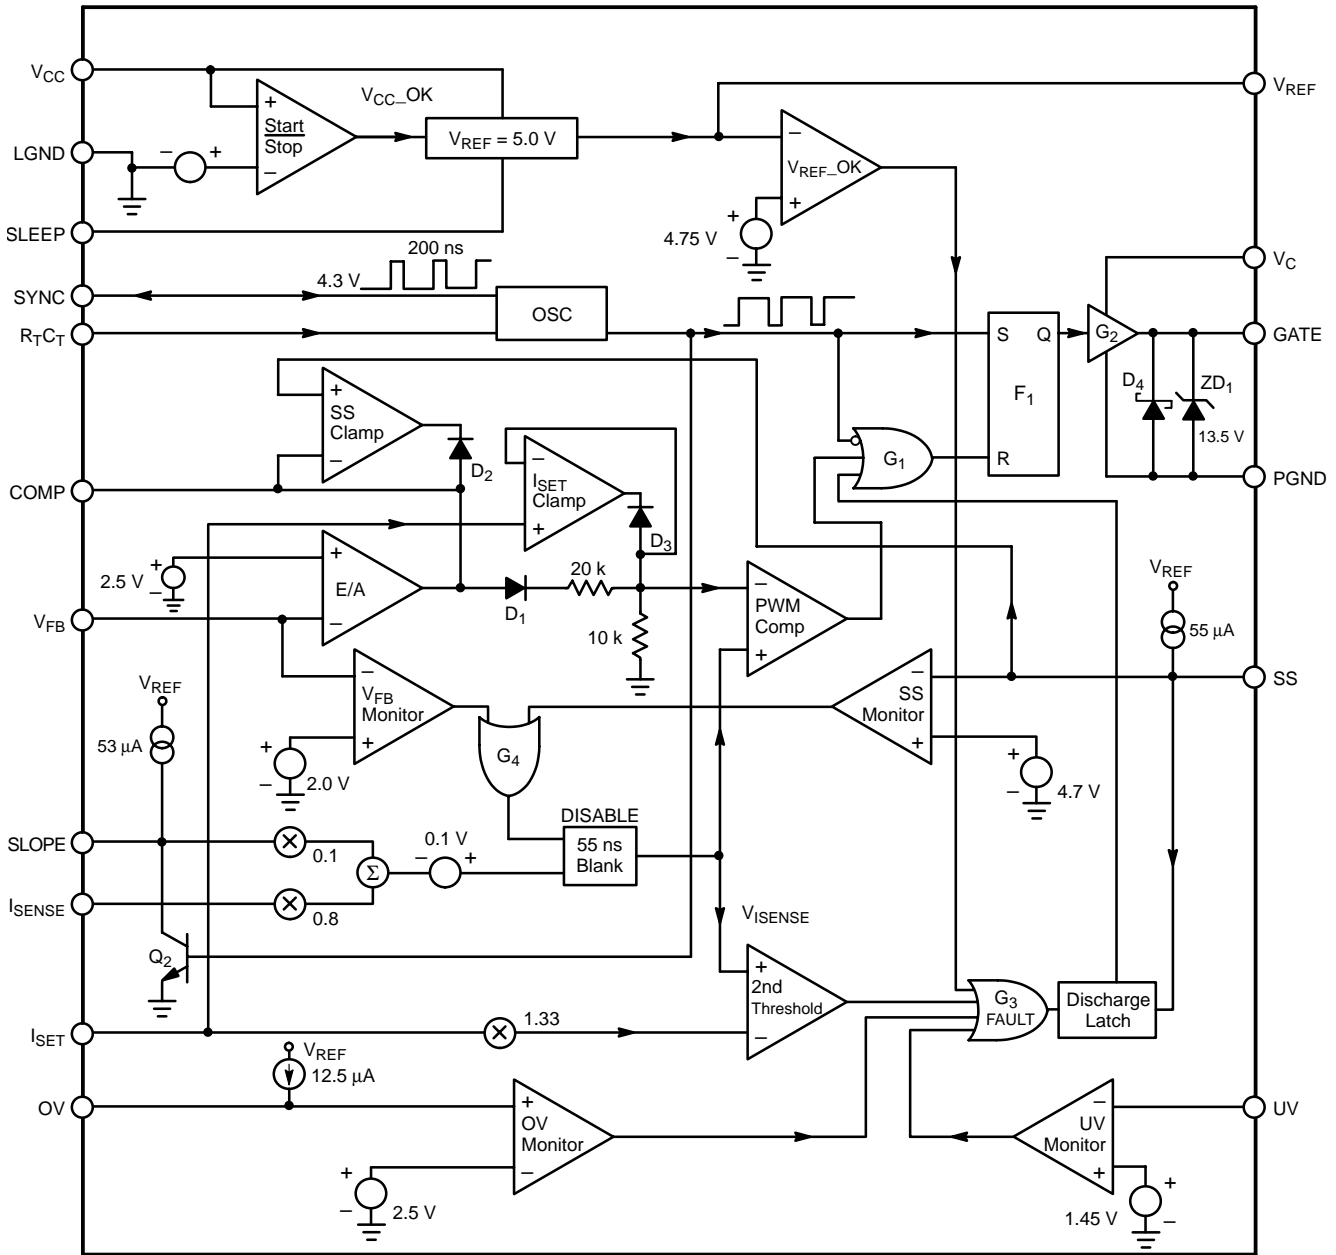 VCC
VCC_OK
+
Start
Stop
−
VREF = 5.0 V
−
VREF_OK
+
VREF
LGND
−
+
SLEEP
4.75 V
+
−
200 ns
4.3 V
SYNC
RTCT
OSC
VC
S
Q
F1
R
G2
GATE
D4
ZD1
13.5 V
PGND
+
SS
Clamp
−
D2
COMP
−
ISET
Clamp
+
D3
G1
2.5 V
+
−
+
E/A
−
D1
20 k
10 k
−
PWM
Comp
+
VREF
55 µA
VFB
SS
−
VFB
Monitor
+
−
SS
Monitor
+
VREF
53 µA
+
−
2.0 V
G4
+
−
4.7 V
DISABLE
55 ns
Blank
SLOPE
0.1
Σ
−
0.1 V
+
ISENSE
0.8
VISENSE
Q2
+
2nd
Threshold
−
G3
FAULT
Discharge
Latch
ISET
1.33
VREF
12.5 µA
OV
+
OV
Monitor
−
−
UV
Monitor
+
UV
+
−
2.5 V
+
−
1.45 V